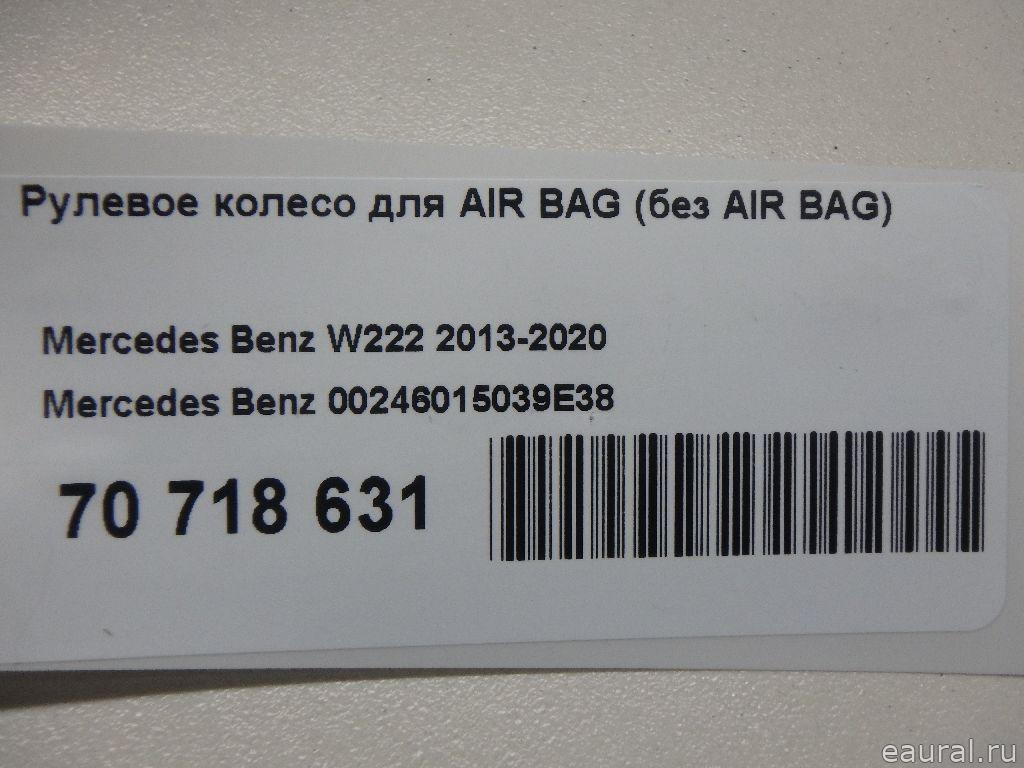 Рулевое колесо для AIR BAG (без AIR BAG)
Mercedes Benz W222 2013-2020
Mercedes Benz 00246015039E38
70 718 631
eaural.ru